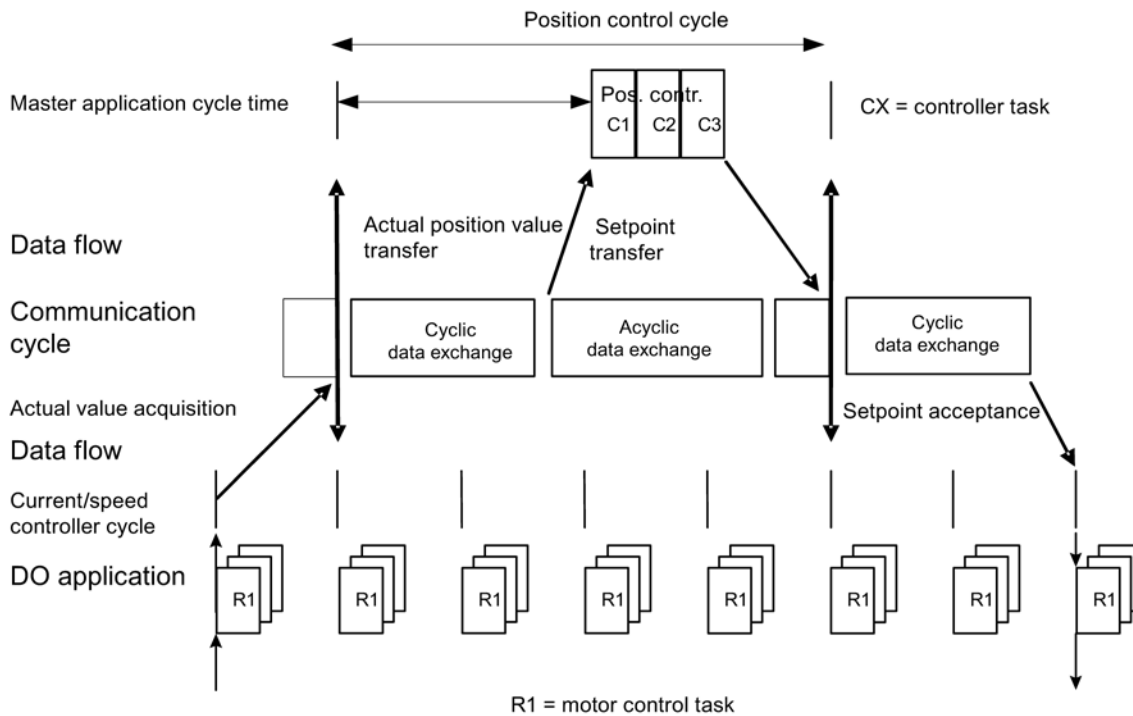 Position control cycle
Master application cycle time
Pos. contr.
C1 C2 C3
CX = controller task
Data flow
Actual position value
transfer
Setpoint
transfer
Communication
cycle
Cyclic
data exchange
Acyclic
data exchange
Cyclic
data exchange
Actual value acquisition
Setpoint acceptance
Data flow
Current/speed
controller cycle
DO application
R1 R1 R1 R1 R1 R1 R1 R1
R1 = motor control task